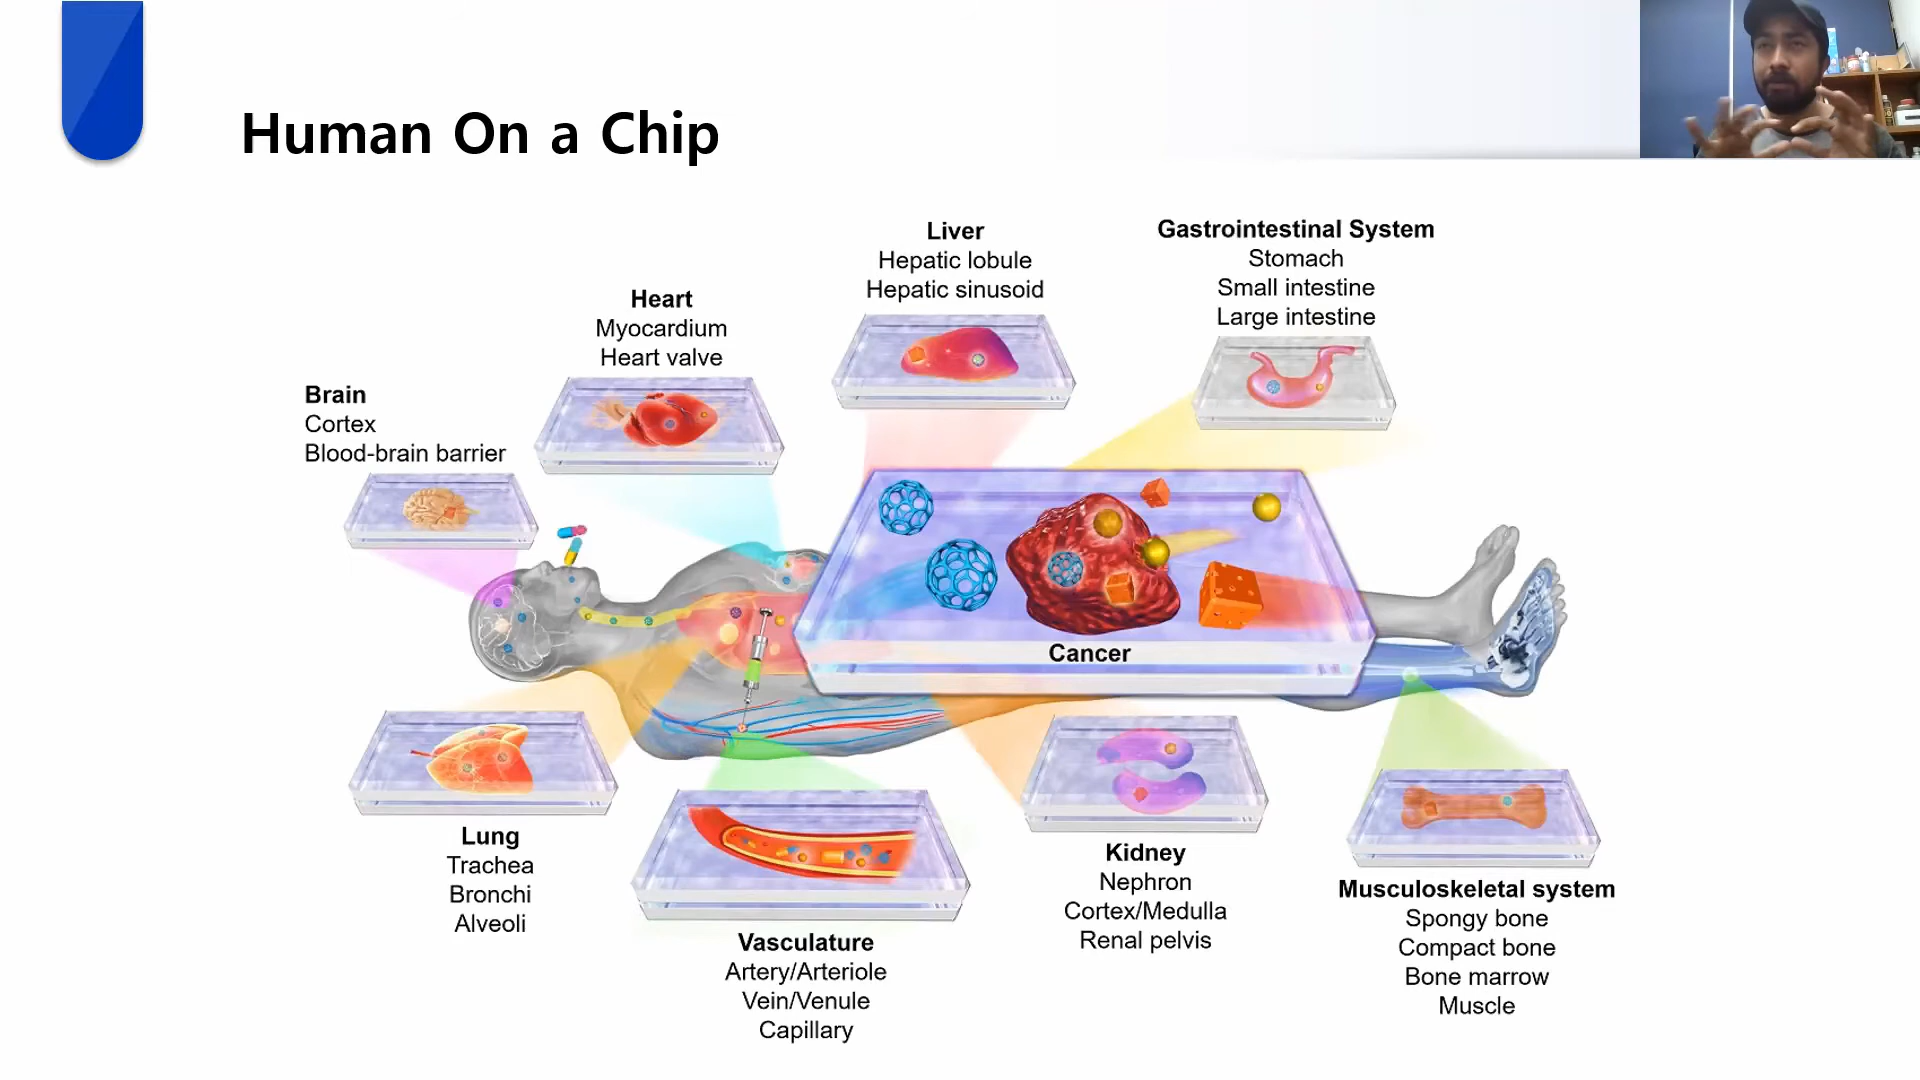 Human On a Chip
Liver
Hepatic lobule
Hepatic sinusoid
Gastrointestinal System
Stomach
Small intestine
Large intestine
Heart
Myocardium
Heart valve
Brain
Cortex
Blood-brain barrier
Cancer
Lung
Trachea
Bronchi
Alveoli
Vasculature
Artery/Arteriole
Vein/Venule
Capillary
Kidney
Nephron
Cortex/Medulla
Renal pelvis
Musculoskeletal system
Spongy bone
Compact bone
Bone marrow
Muscle